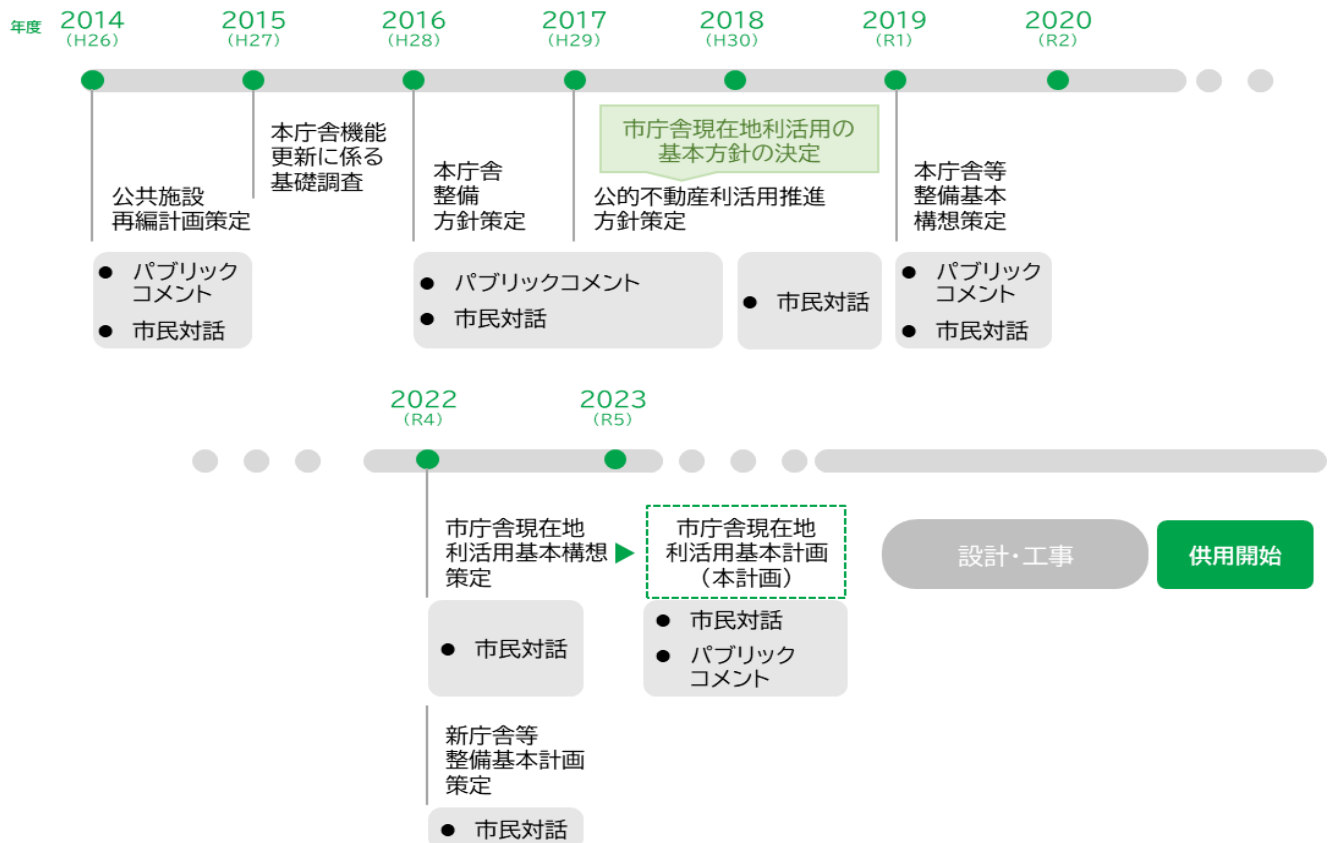 年度
2014
(H26)
2015
(H27)
2016
(H28)
2017
(H29)
2018
(H30)
2019
(R1)
2020
(R2)
公共施設
再編計画策定
● パブリック
コメント
● 市民対話
本庁舎機能
更新に係る
基礎調査
本庁舎
整備
方針策定
市庁舎現在地利活用の
基本方針の決定
公的不動産利活用推進
方針策定
● パブリックコメント
● 市民対話
● 市民対話
本庁舎等
整備基本
構想策定
● パブリック
コメント
● 市民対話
2022
(R4)
2023
(R5)
市庁舎現在地
利活用基本構想
策定
● 市民対話
市庁舎現在地
利活用基本計画
（本計画）
● 市民対話
● パブリック
コメント
設計・工事
供用開始
新庁舎等
整備基本計画
策定
● 市民対話